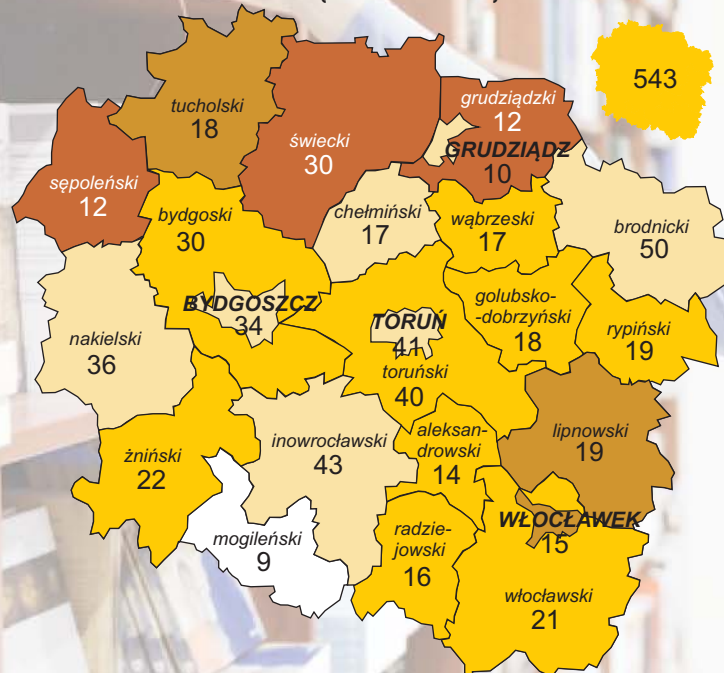 543
tucholski
18
grudziądzki
12
GRUDZIĄDZ
10
świecki
30
sępoleński
12
bydgoski
30
chełmiński
17
wąbrzeski
17
brodnicki
50
BYDGOSZCZ
34
TORUŃ
41
toruński
40
golubsko-
-dobrzyński
18
rypiński
19
nakielski
36
żniński
22
inowrocławski
43
aleksan-
drowski
14
lipnowski
19
mogileński
9
radzie-
jowski
16
WŁOCŁAWEK
15
włocławski
21